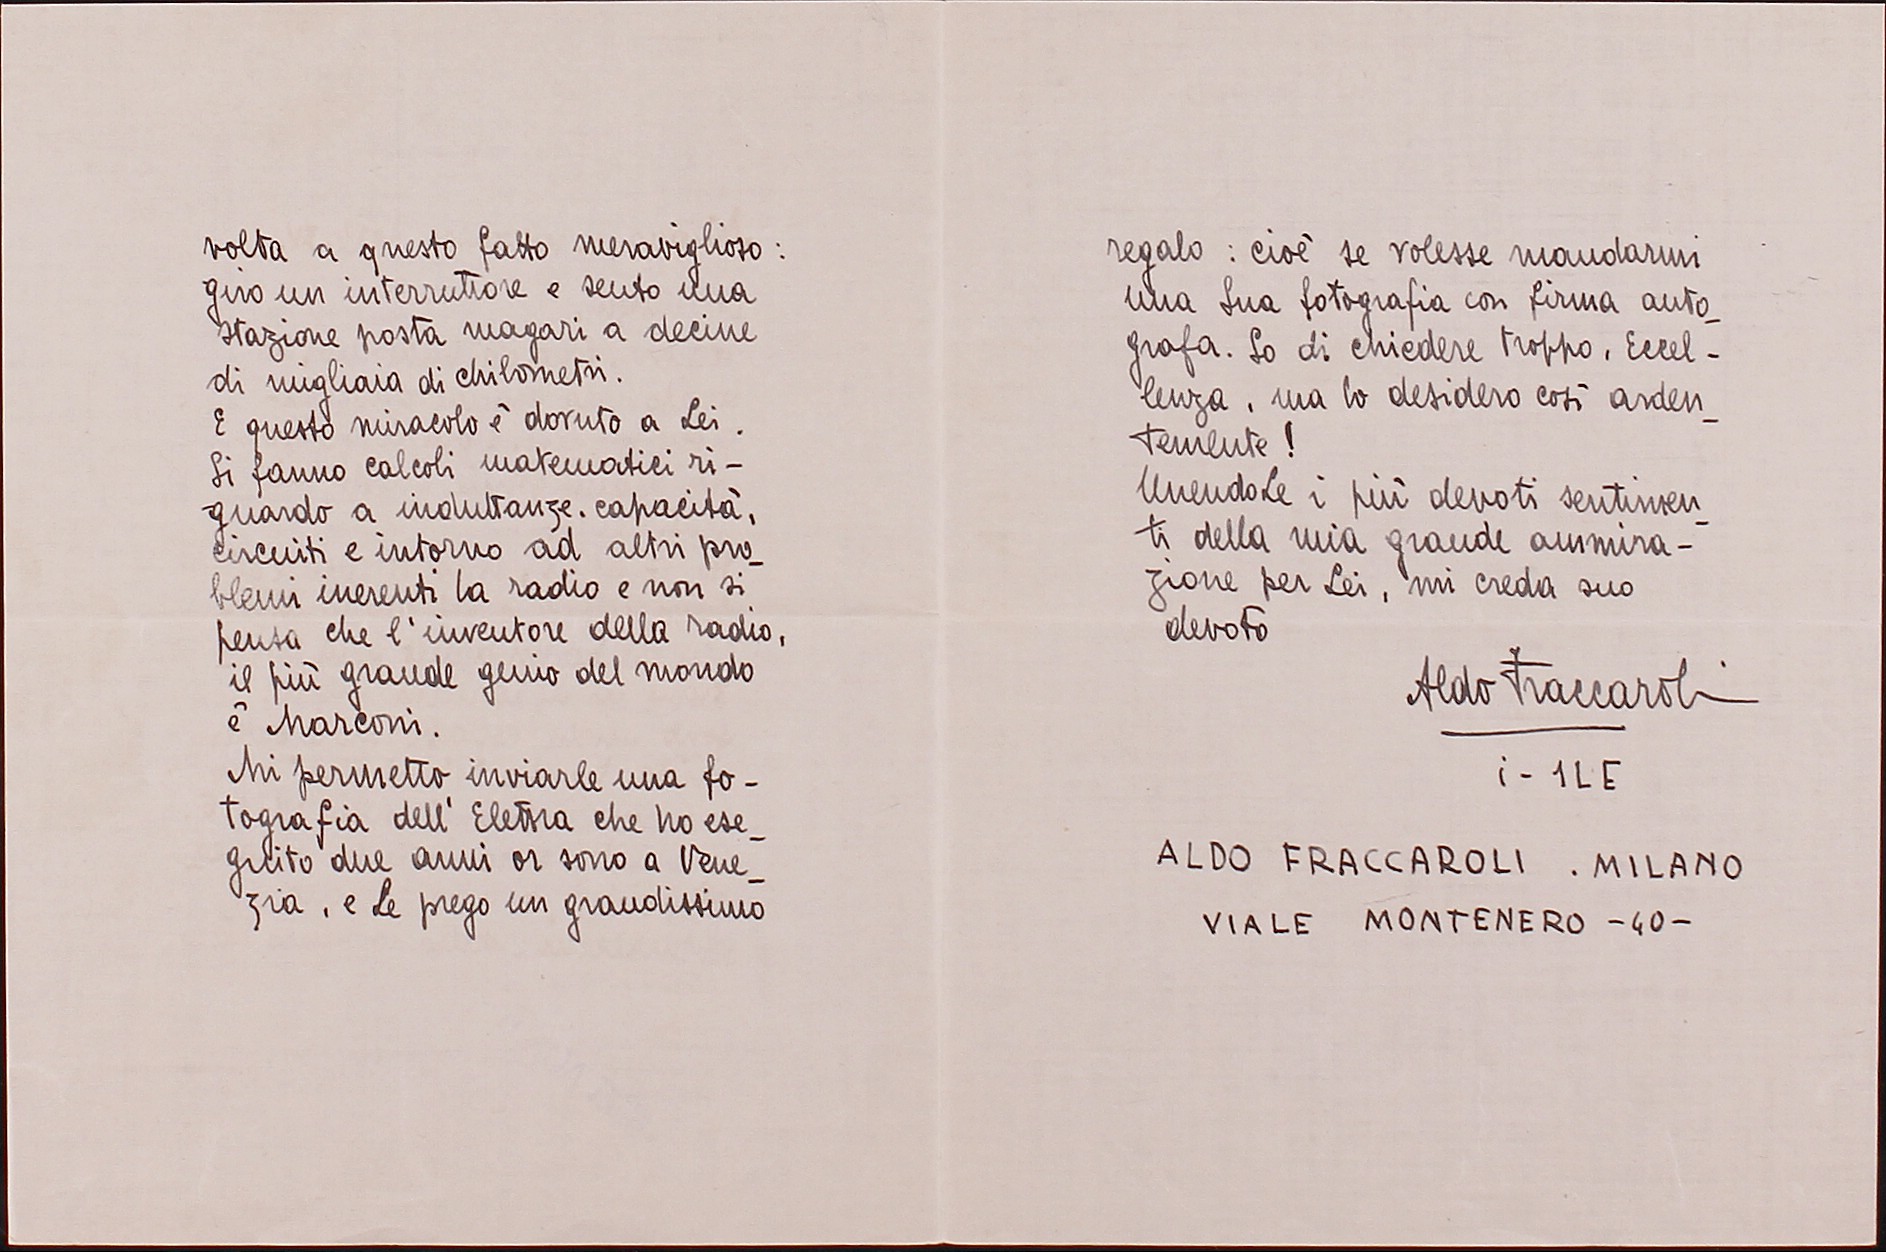 volta a questo fatto meraviglioso:
giro un interruttore e sento una
stazione posta magari a decine
di migliaia di chilometri.
E questo miracolo è dovuto a Lei.
Si fanno calcoli matematici ri-
guardo a induttanze. capacità,
circuiti e intorno ad altri pro_
blemi inerenti la radio e non si
pensa che l'inventore della radio,
il più grande genio del mondo
è Marconi.
Mi permetto inviarle una fo-
tografia dell'Elettra che ho ese_
guito due anni or sono a Vene_
zia, e Le prego un grandissimo
regalo: cioè se volesse mandarmi
una Sua fotografia con firma auto_
grafa. So di chiedere troppo, Eccel-
lenza, ma lo desidero così arden_
temente!
UnendoLe i più devoti sentimen_
ti della mia grande ammira-
zione per Lei, mi creda suo
devoto
Aldo Fraccaroli
i-1LE
ALDO FRACCAROLI . MILANO
VIALE MONTENERO -40-